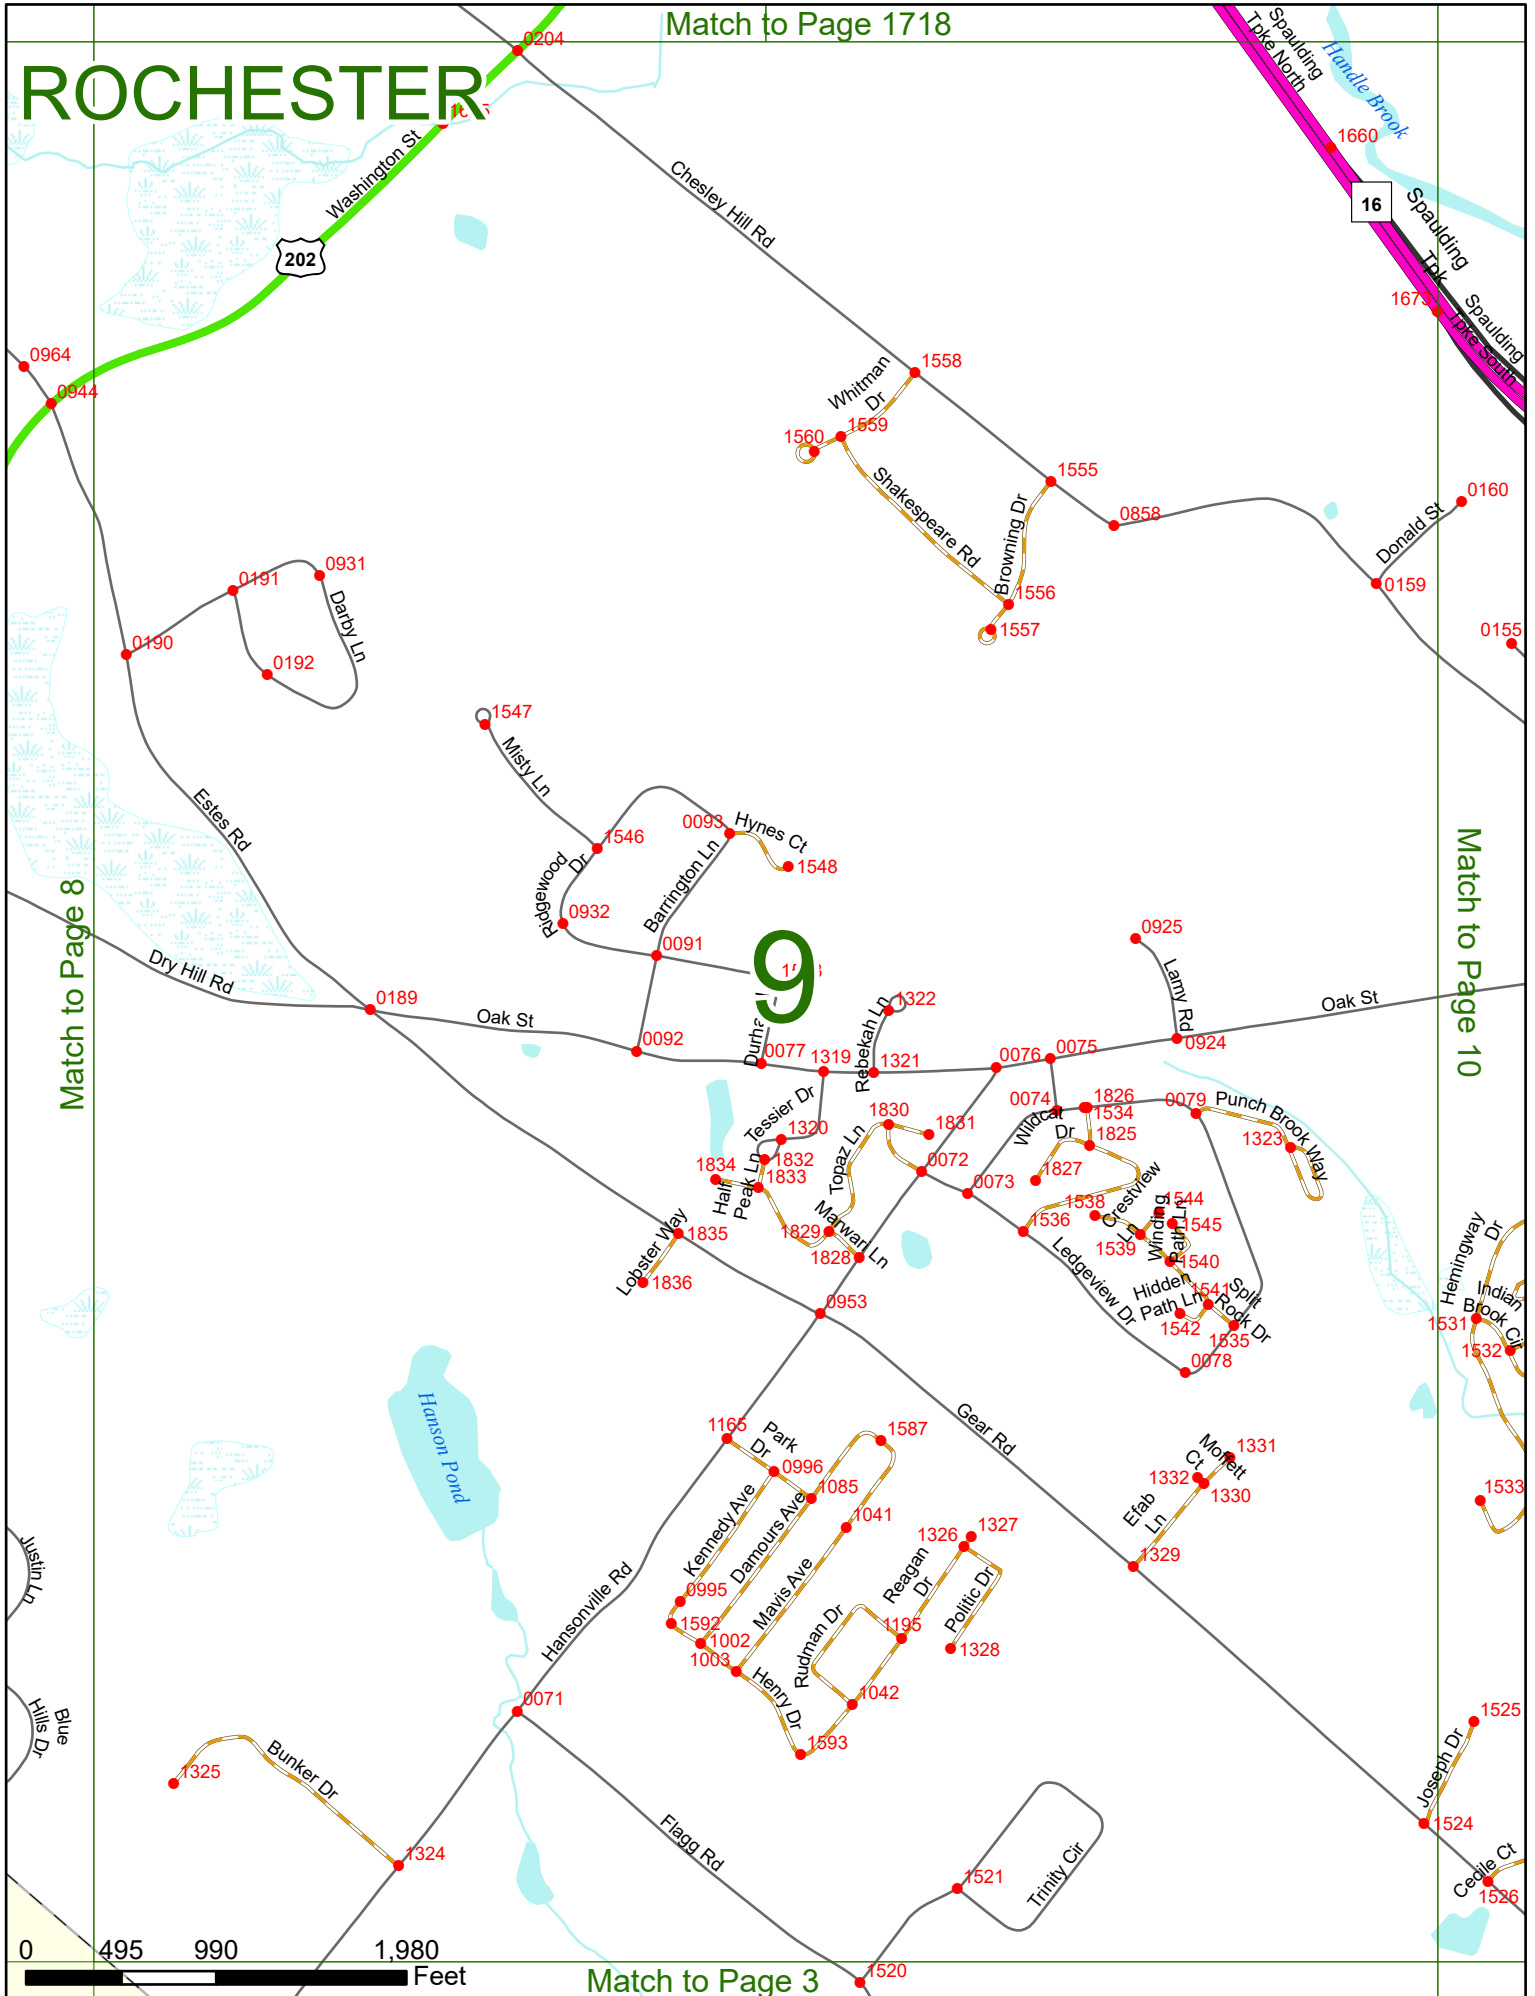 Match to Page 1718
ROCHESTER
0204
Washington St
202
Chesley Hill Rd
Spaulding
Tpke North
Handle Brook
1660
16
Spaulding
Tpk
1673
Spaulding
Tpke South
0964
0944
Whitman
Dr
1558
1559
1560
Shakespeare Rd
Browning Dr
1555
0858
1556
1557
0160
Donald St
0159
0155
0931
0191
Darby Ln
0190
0192
1547
Misty Ln
Estes Rd
1546
0093
Hynes Ct
1548
Ridgewood
Dr
Barrington Ln
0932
0091
Match to Page 8
Match to Page 10
9
Dry Hill Rd
0189
Oak St
0092
0077
1319
Rebekah Ln
1322
1321
0076
0075
0925
Lamy Rd
0924
Oak St
Tessier Dr
1320
1832
1833
1834
Half
Peak Ln
Topaz Ln
1830
1831
0072
0073
0074
Wildcat
Dr
1826
1534
1825
1827
0079
Punch Brook Way
1323
1829
Marwari Ln
1828
1835
Lobster Way
1836
0953
1536
1538
Crestview
Ln
1539
Winding
Path Ln
1544
1545
1540
1541
Hidden
Path Ln
1542
Split
Rock Dr
1535
Ledgeview Dr
0078
Hemingway
Dr
Indian
Brook Cir
1531
1532
1533
Hanson Pond
1165
Park
Dr
0996
1587
1085
1041
Kennedy Ave
Damours Ave
Mavis Ave
0995
1592
1002
1003
Henry Dr
1593
Rudman Dr
1042
1195
Reagan
Dr
1326
1327
Politic Dr
1328
Gear Rd
Moffett
Ct
1331
1332
1330
Efab
Ln
1329
Justin Ln
Blue
Hills Dr
Hansonville Rd
0071
Bunker Dr
1325
1324
Flagg Rd
1521
Trinity Cir
1520
1525
Joseph Dr
1524
Cecile Ct
1526
0
495
990
1,980
Feet
Match to Page 3